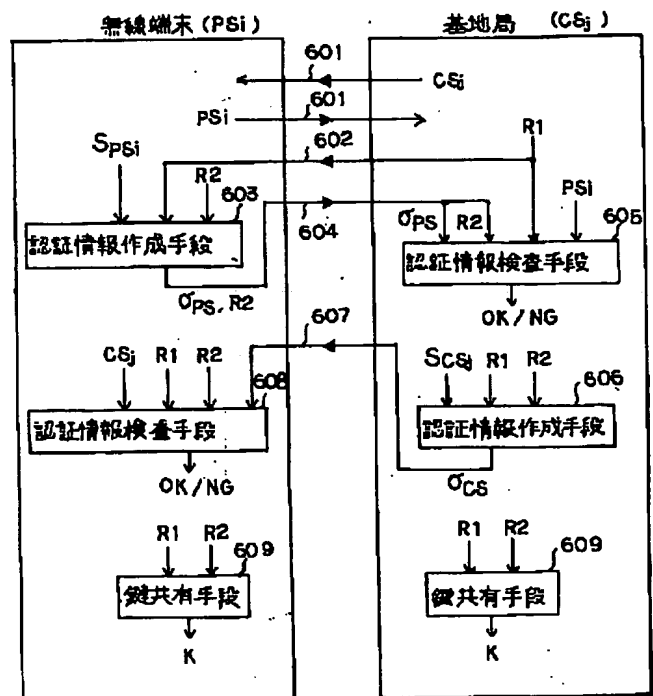 無線端末(PSi)
基地局 (CSj)
601
CSj
PSi
601
R1
602
SPSi
R2
603
604
σPS
R2
PSi
605
認証情報作成手段
認証情報検査手段
σPS, R2
OK/NG
607
CSj
R1
R2
608
SCSj
R1
R2
606
認証情報検査手段
認証情報作成手段
OK/NG
σCS
R1
R2
609
R1
R2
609
鍵共有手段
鍵共有手段
K
K